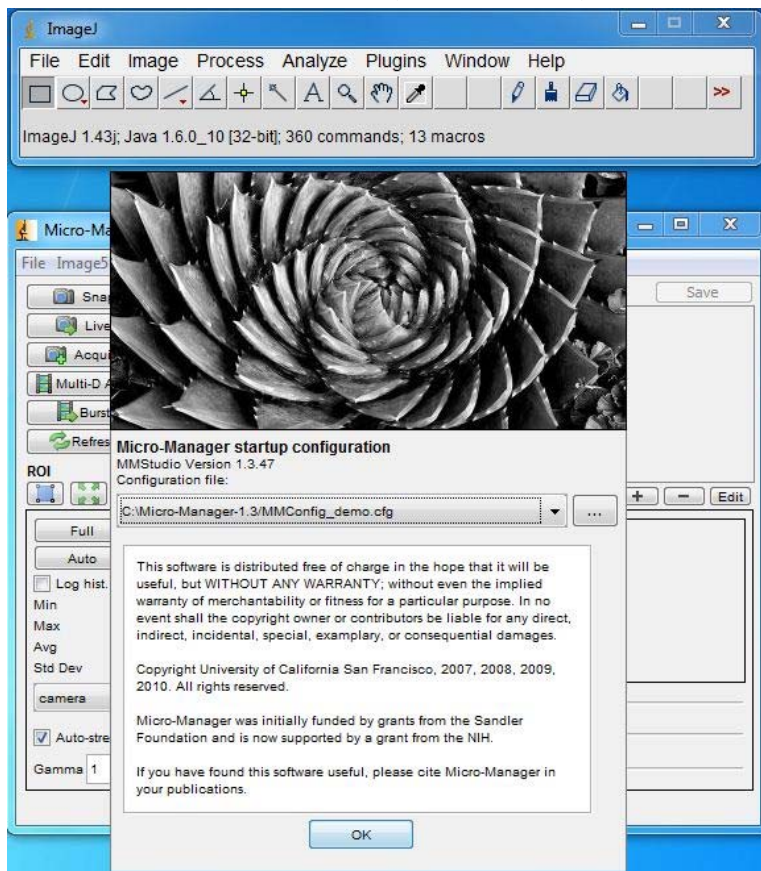 ImageJ
File Edit Image Process Analyze Plugins Window Help
A
>>
ImageJ 1.43j; Java 1.6.0_10 [32-bit]; 360 commands; 13 macros
File
Save
Live
Multi-D
Burst
ROI
+ - Edit
Full
Auto
Log hist.
Min
Max
Avg
Std Dev
camera
Gamma 1
Micro-Manager startup configuration
MMStudio Version 1.3.47
Configuration file:
C:\Micro-Manager-1.3/MMConfig_demo.cfg
...
This software is distributed free of charge in the hope that it will be
useful, but WITHOUT ANY WARRANTY; without even the implied
warranty of merchantability or fitness for a particular purpose. In no
event shall the copyright owner or contributors be liable for any direct,
indirect, incidental, special, examplary, or consequential damages.
Copyright University of California San Francisco, 2007, 2008, 2009,
2010. All rights reserved.
Micro-Manager was initially funded by grants from the Sandler
Foundation and is now supported by a grant from the NIH.
If you have found this software useful, please cite Micro-Manager in
your publications.
OK